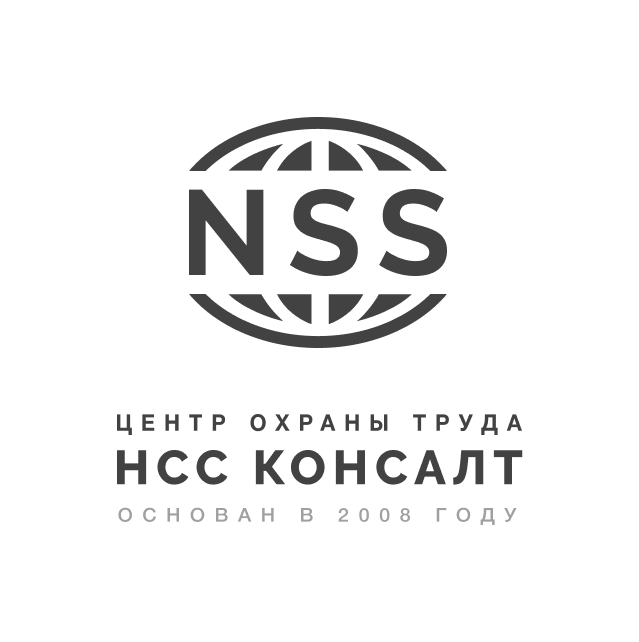 NSS
ЦЕНТР ОХРАНЫ ТРУДА
НСС КОНСАЛТ
ОСНОВАН В 2008 ГОДУ